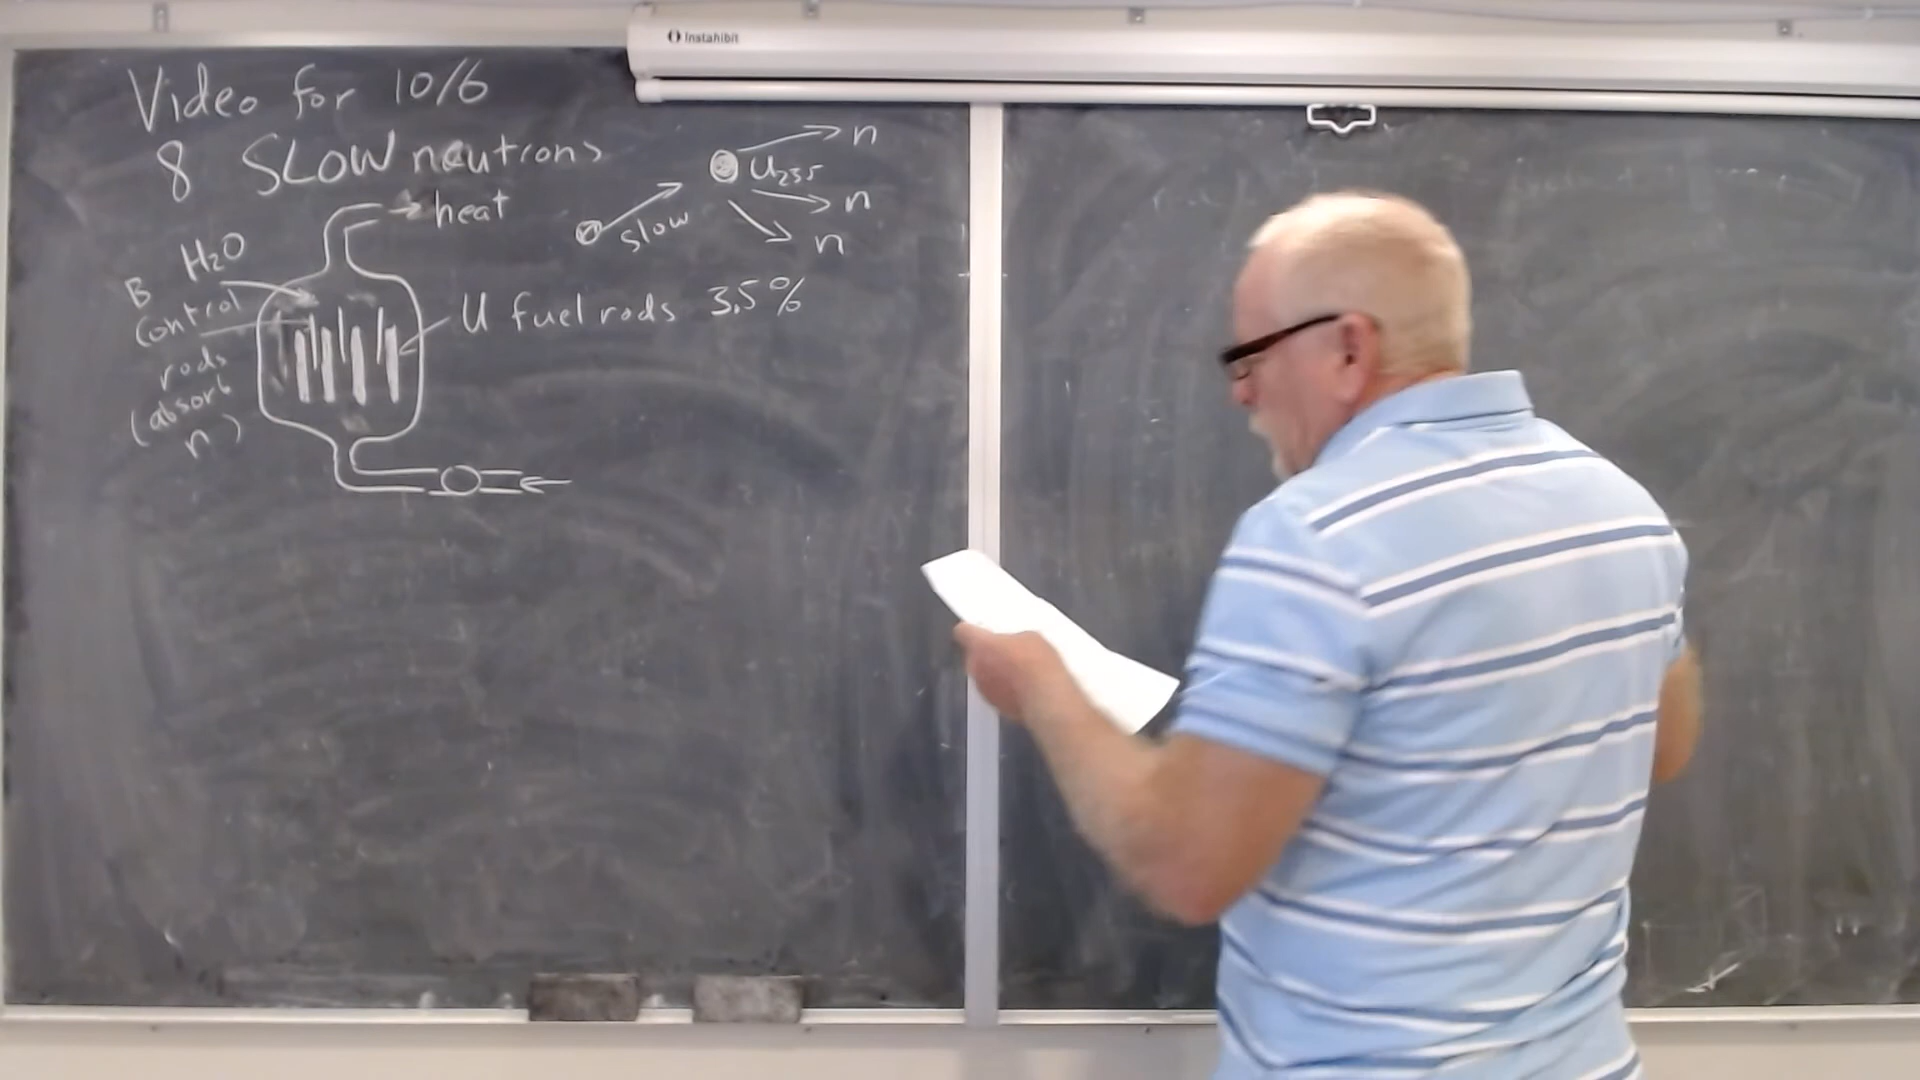 Instahibit
Video for 10/6
8 SLOW neutrons
heat
H₂O
B
Control
rods
(absorb
n)
U fuel rods 3.5%
slow
U₂₃₅
n
n
n